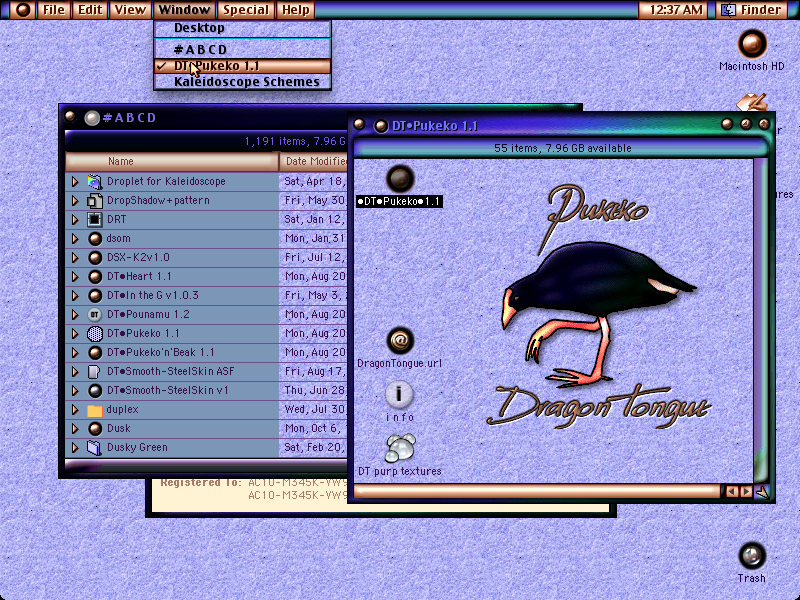 File Edit View Window Special Help 12:37 AM Finder
Desktop
#ABCD
DT•Pukeko 1.1
Kaleidoscope Schemes
Macintosh HD
#ABCD
1,191 items, 7.96 G
Name Date Modifie
Droplet for Kaleidoscope Sat, Apr 18,
DropShadow+pattern Fri, May 30,
DRT Sat, Jan 12,
dsom Mon, Jan 31
DSX-K2v1.0 Fri, Jul 12,
DT•Heart 1.1 Mon, Aug 20
DT•In the G v1.0.3 Fri, May 3, 
DT•Pounamu 1.2 Mon, Aug 20
DT•Pukeko 1.1 Mon, Aug 20
DT•Pukeko'n'Beak 1.1 Mon, Aug 20
DT•Smooth-SteelSkin ASF Fri, Aug 17,
DT•Smooth-SteelSkin v1 Thu, Jun 28
duplex Wed, Jul 30
Dusk Mon, Oct 6,
Dusky Green Sat, Feb 20,
Registered To: AC10-M345K-VW9
AC10-M345K-VW9
DT•Pukeko 1.1
55 items, 7.96 GB available
•DT•Pukeko•1.1
Pukeko
DragonTongue.url
info
DT purp textures
Dragon Tongue
Trash